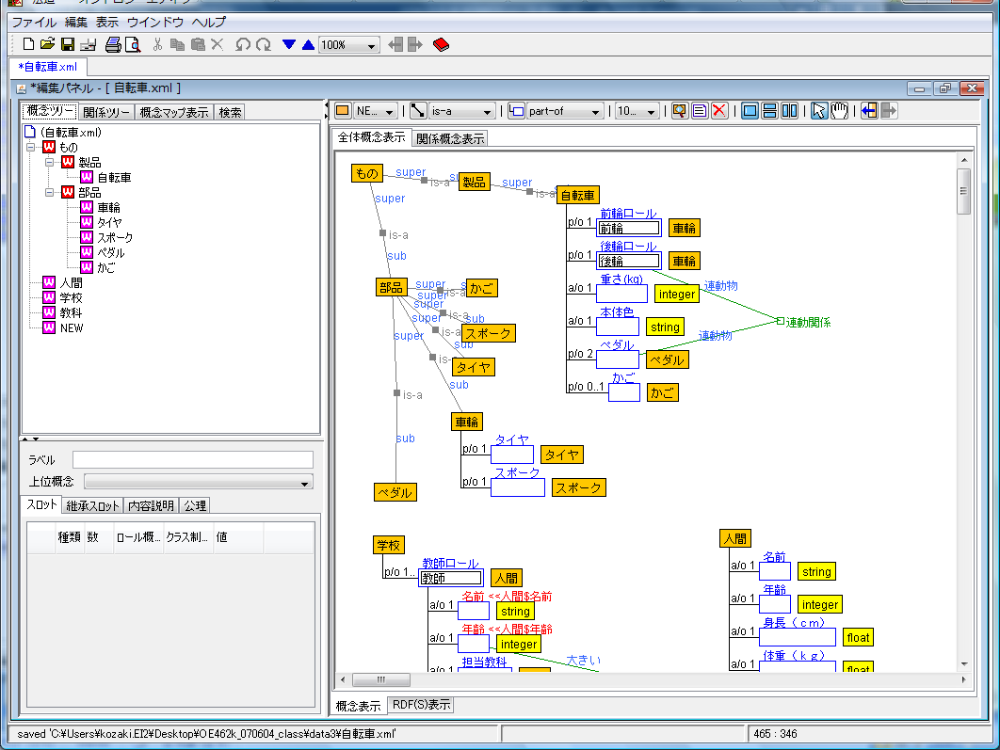 ファイル 編集 表示 ウインドウ ヘルプ
100%
*自転車.xml
*編集パネル - [ 自転車.xml ]
概念ツリー 関係ツリー 概念マップ表示 検索
NE... is-a part-of 10...
(自転車.xml)
もの
製品
自転車
部品
車輪
タイヤ
スポーク
ペダル
かご
人間
学校
教科
NEW
ラベル
上位概念
スロット 継承スロット 内容説明 公理
種類 数 ロール概... クラス制... 値
全体概念表示 関係概念表示
もの super is-a 製品 super is-a 自転車
super
is-a
sub
p/o 1 前輪ロール 前輪 車輪
p/o 1 後輪ロール 後輪 車輪
a/o 1 重さ(kg) integer
連動物
a/o 1 本体色 string
連動関係
連動物
p/o 2 ペダル ペダル
p/o 0..1 かご かご
部品 super かご
super is-a
super is-a sub スポーク
super is-a sub
super is- タイヤ
sub
is-a
sub
車輪
p/o 1 タイヤ タイヤ
p/o 1 スポーク スポーク
ペダル
学校
p/o 1.. 教師ロール 教師 人間
a/o 1 名前 <<人間$名前 string
a/o 1 年齢 <<人間$年齢 integer
大きい
a/o 1 担当教科
人間
a/o 1 名前 string
a/o 1 年齢 integer
a/o 1 身長(cm) float
a/o 1 体重(kg) float
概念表示 RDF(S)表示
saved 'C:¥Users¥kozaki.EI2¥Desktop¥OE462k_070604_class¥data3¥自転車.xml'
465 : 346